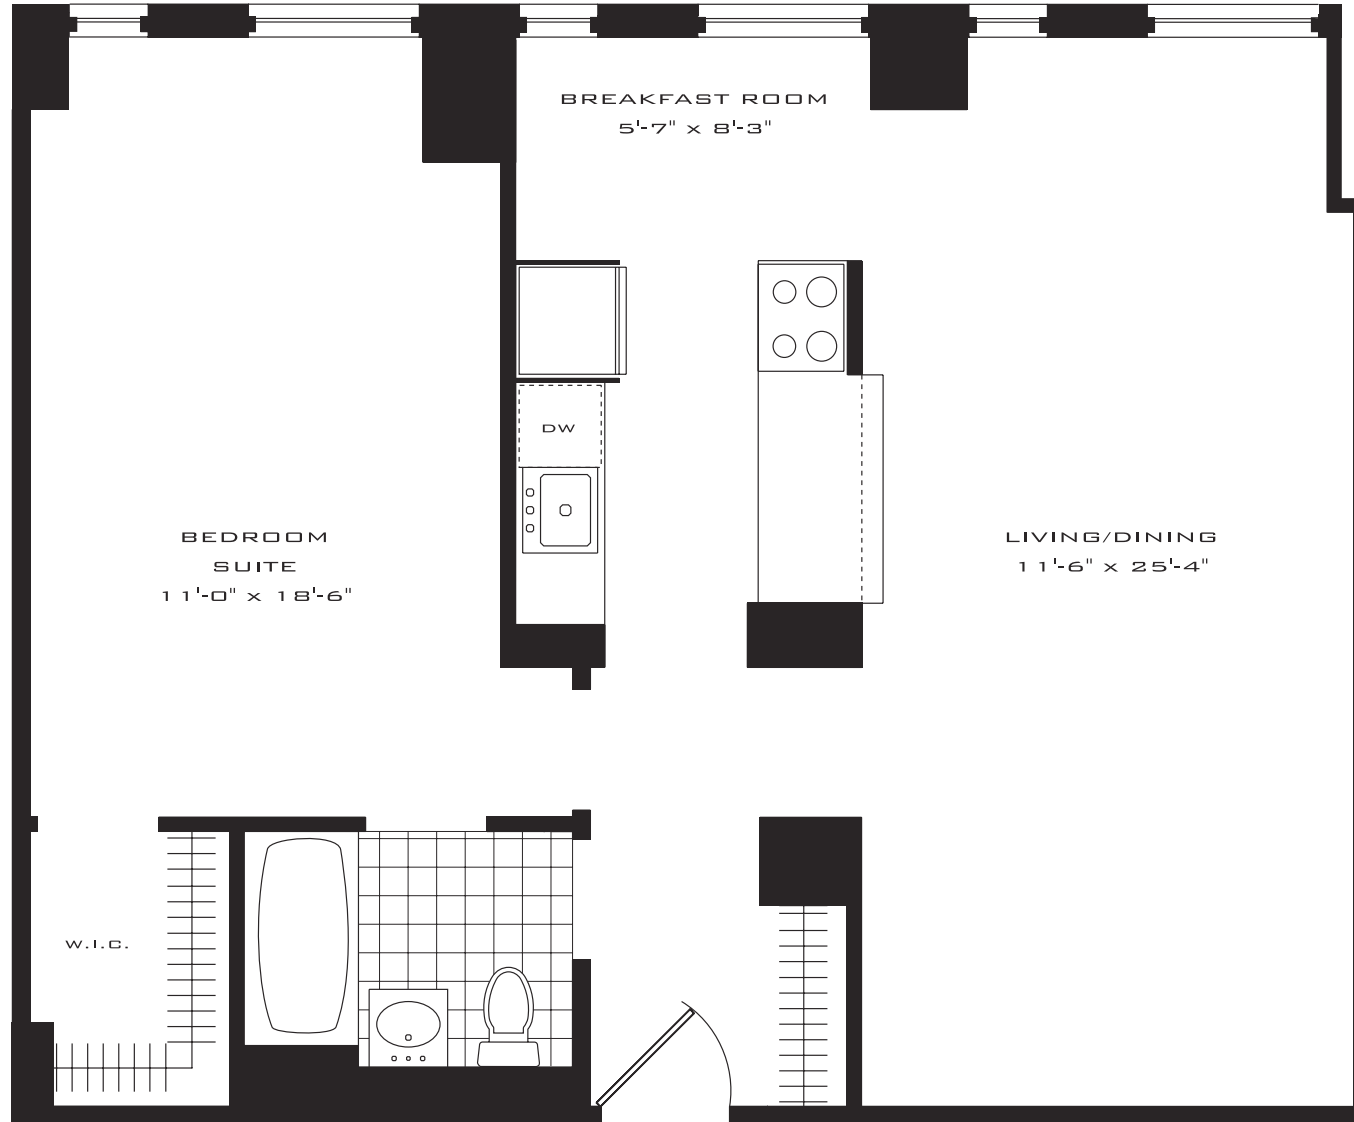 BREAKFAST ROOM
5'-7" x 8'-3"
DW
BEDROOM
SUITE
11'-0" x 18'-6"
LIVING/DINING
11'-6" x 25'-4"
W.I.C.